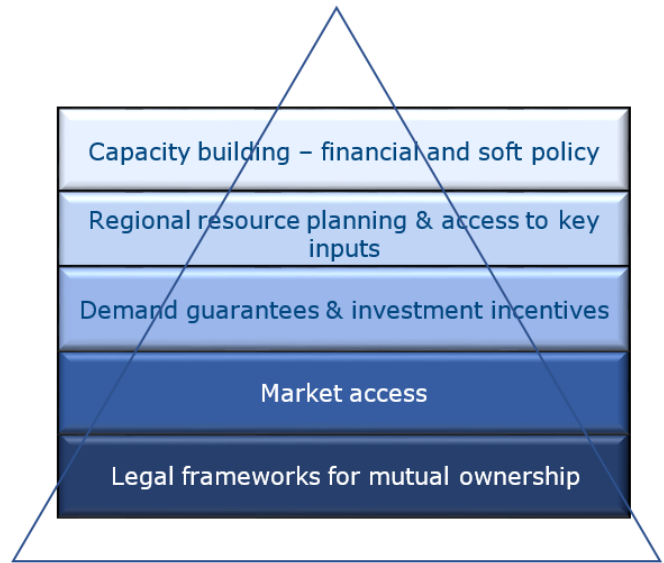 Capacity building – financial and soft policy
Regional resource planning & access to key
inputs
Demand guarantees & investment incentives
Market access
Legal frameworks for mutual ownership